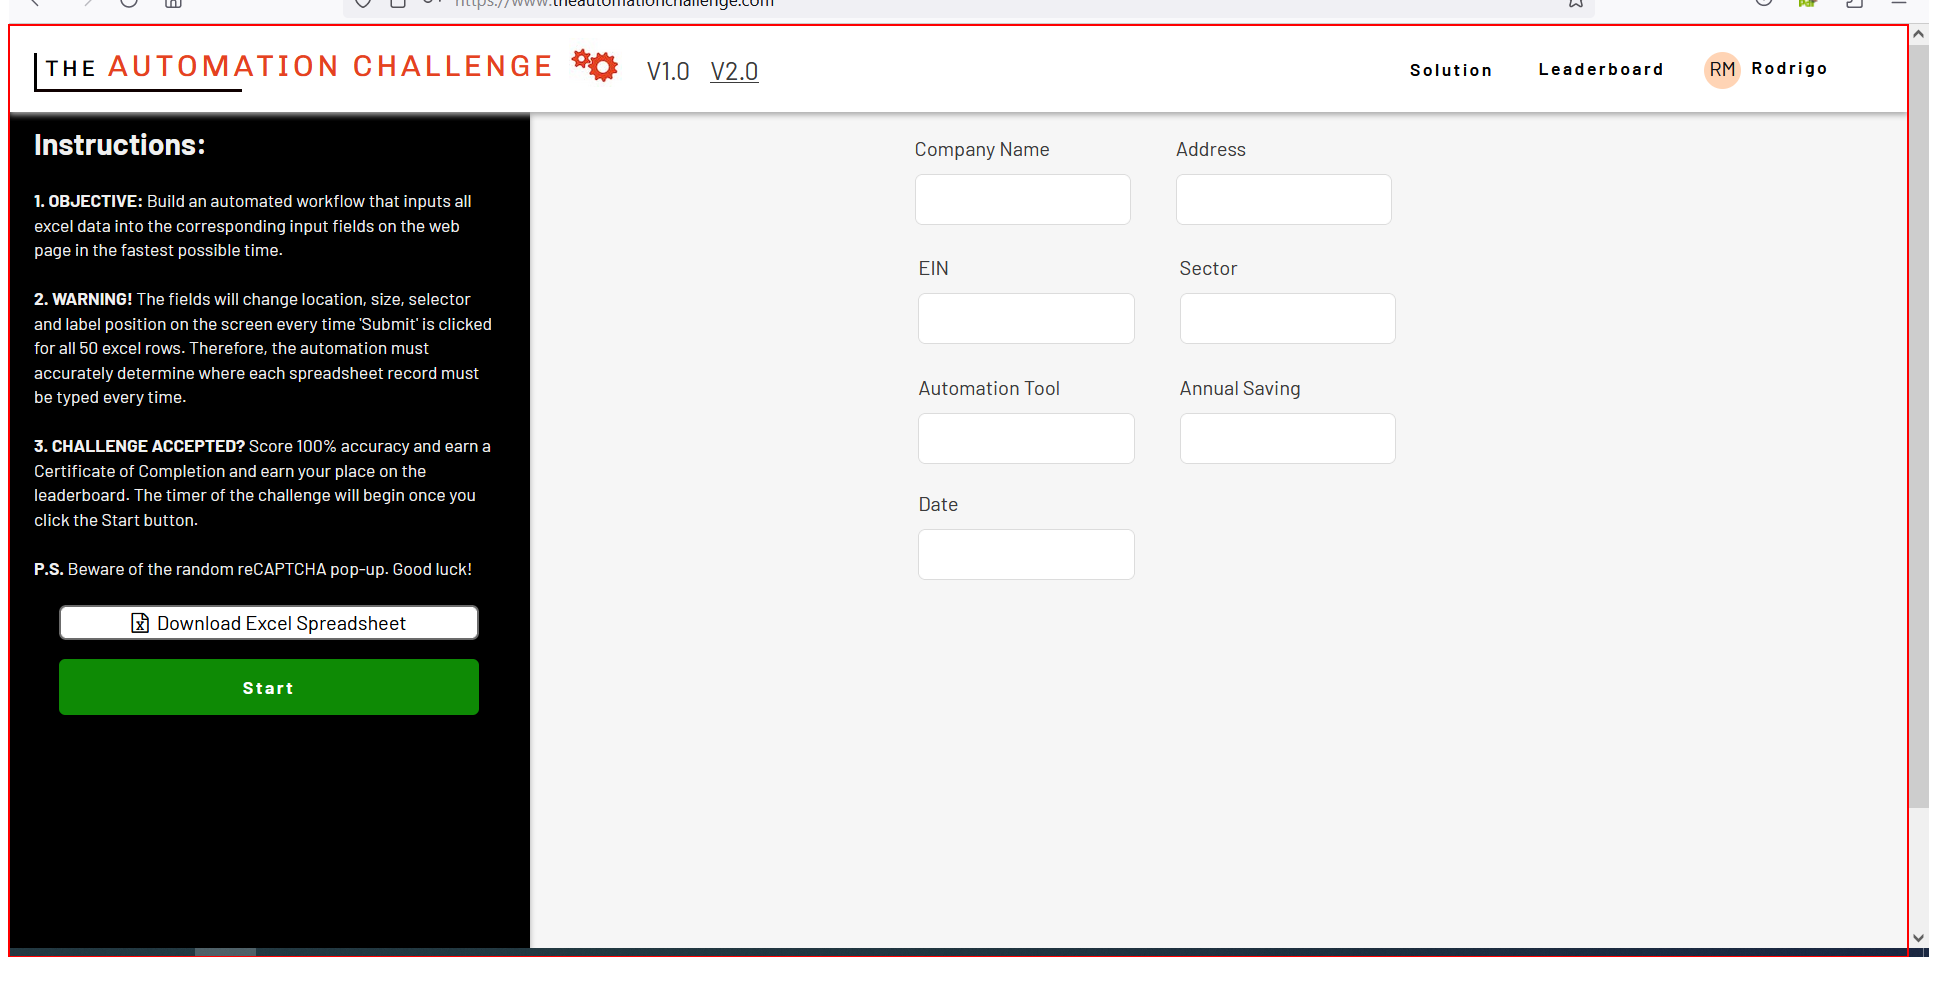 https://www.theautomationchallenge.com
THE AUTOMATION CHALLENGE V1.0 V2.0 Solution Leaderboard RM Rodrigo
Instructions:
1. OBJECTIVE: Build an automated workflow that inputs all
excel data into the corresponding input fields on the web
page in the fastest possible time.
2. WARNING! The fields will change location, size, selector
and label position on the screen every time 'Submit' is clicked
for all 50 excel rows. Therefore, the automation must
accurately determine where each spreadsheet record must
be typed every time.
3. CHALLENGE ACCEPTED? Score 100% accuracy and earn a
Certificate of Completion and earn your place on the
leaderboard. The timer of the challenge will begin once you
click the Start button.
P.S. Beware of the random reCAPTCHA pop-up. Good luck!
Download Excel Spreadsheet
Start
Company Name Address
EIN Sector
Automation Tool Annual Saving
Date